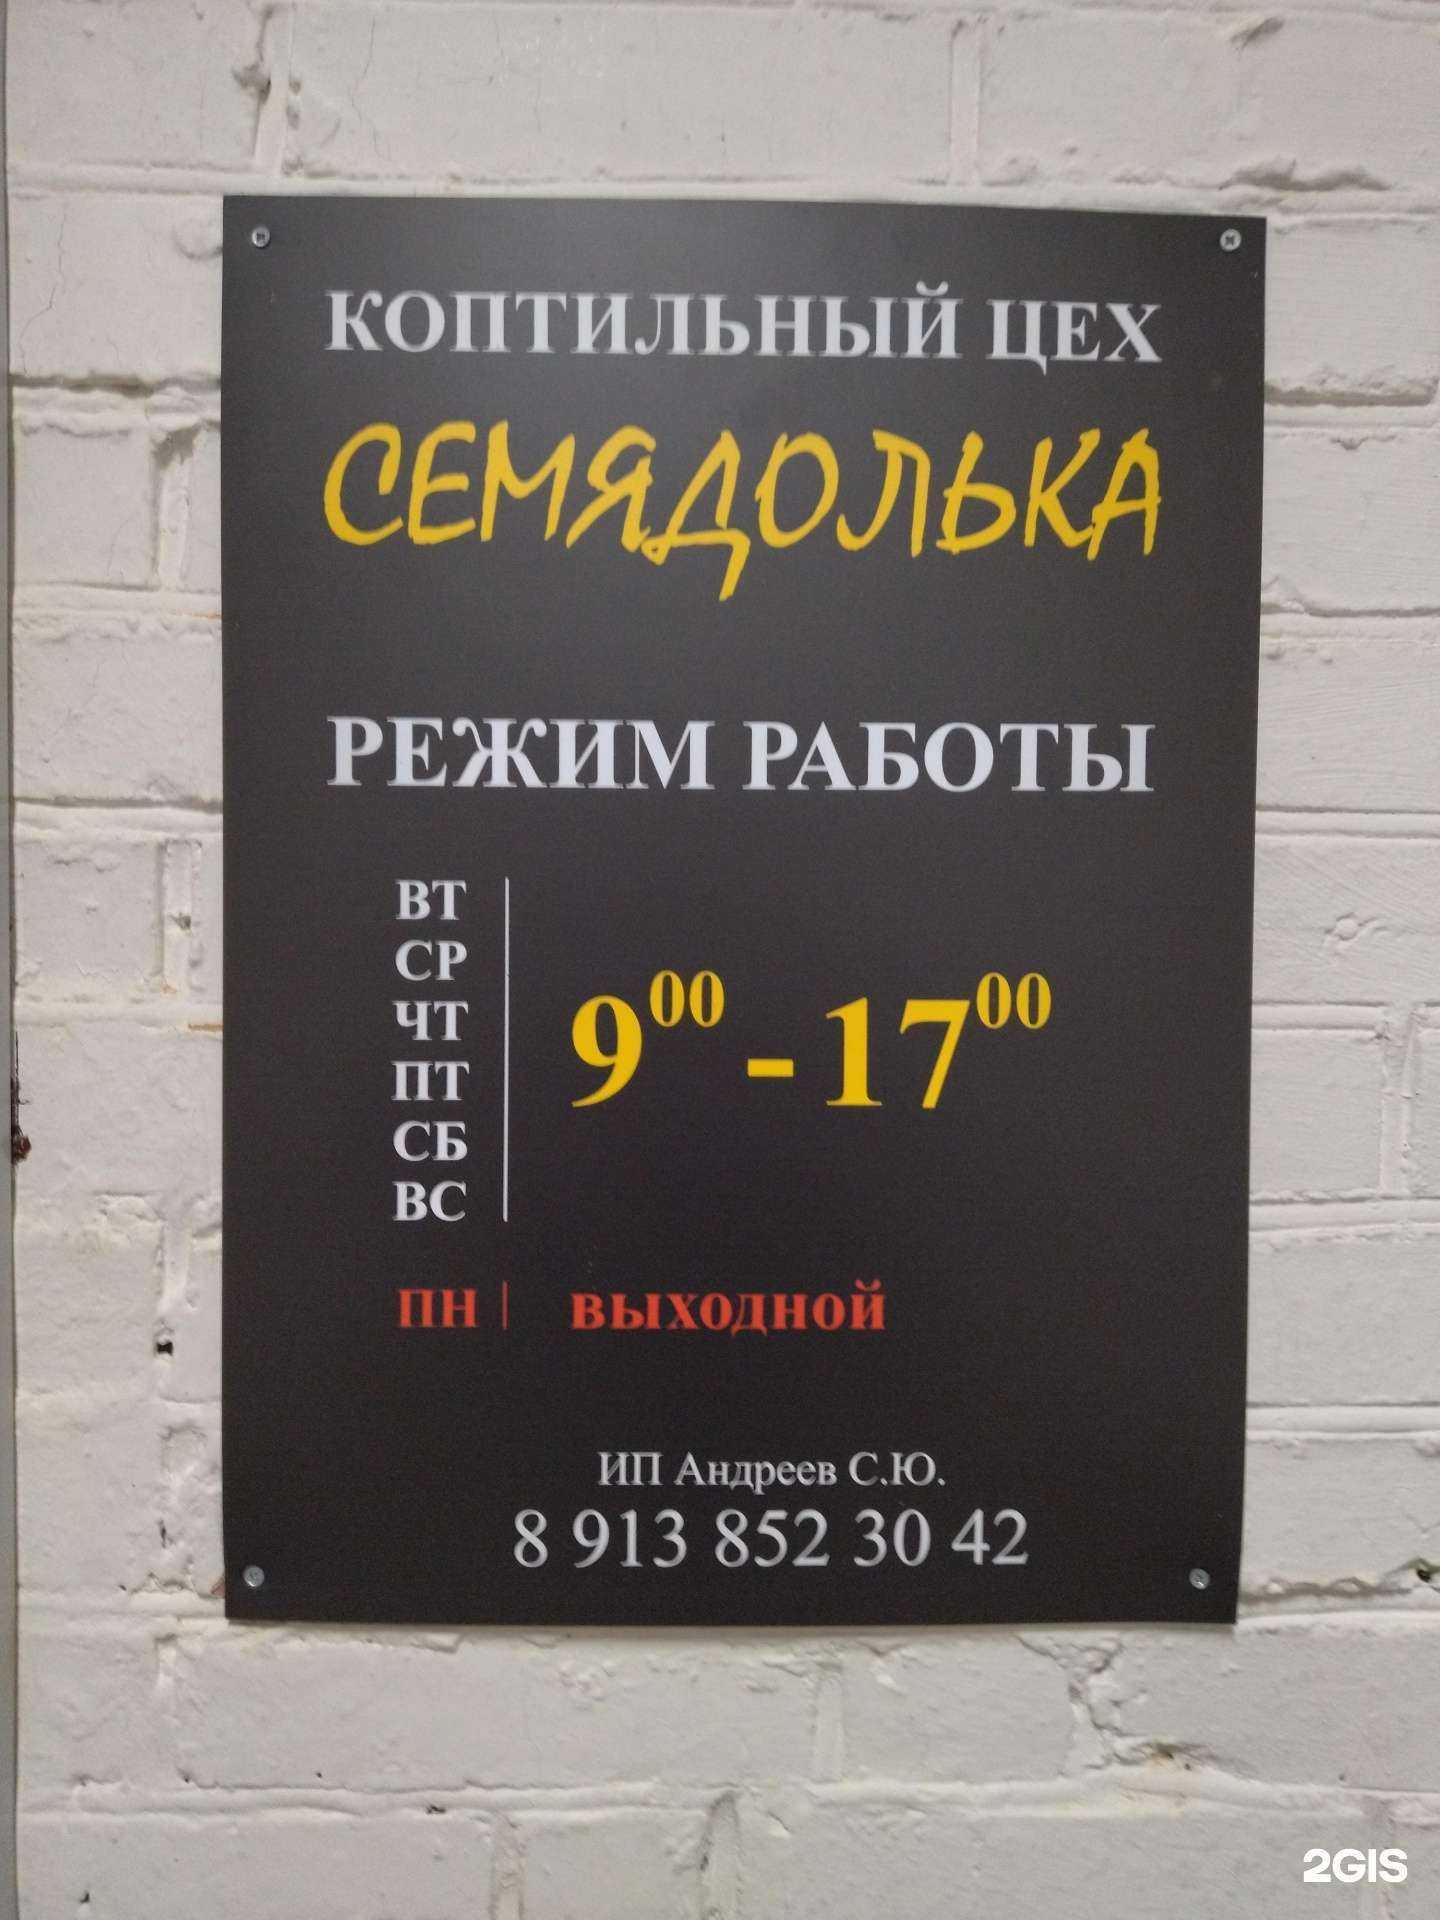 КОПТИЛЬНЫЙ ЦЕХ
СЕМЯДОЛЬКА
РЕЖИМ РАБОТЫ
ВТ
СР
ЧТ
ПТ
СБ
ВС
9⁰⁰ - 17⁰⁰
ПН | ВЫХОДНОЙ
ИП Андреев С.Ю.
8 913 852 30 42
2GIS